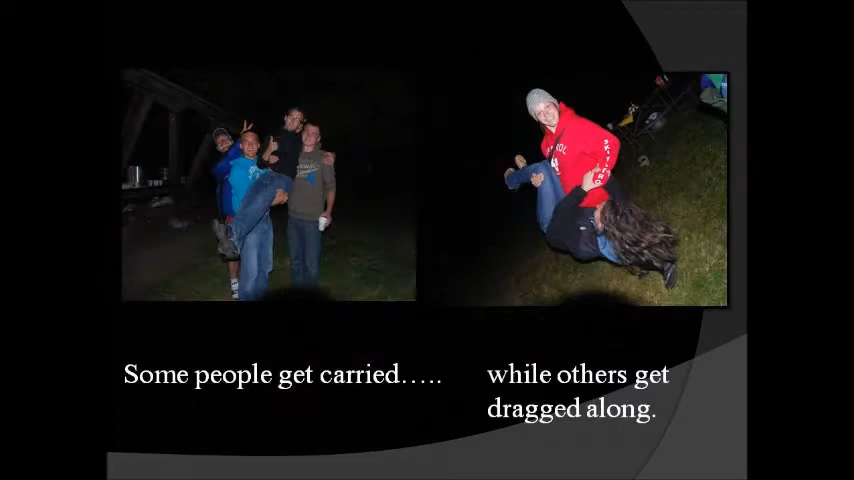 Some people get carried…..
while others get
dragged along.